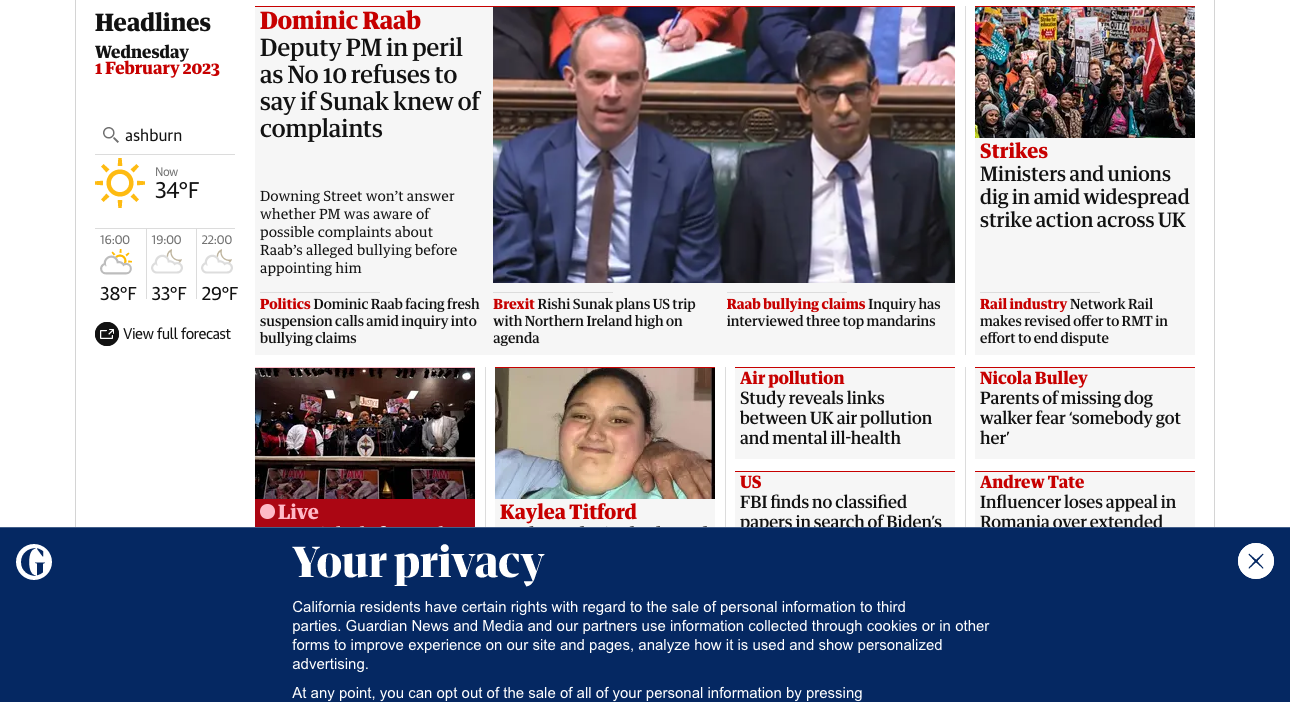 Headlines
Wednesday
1 February 2023
ashburn
Now
34°F
16:00
19:00
22:00
38°F
33°F
29°F
View full forecast
Dominic Raab
Deputy PM in peril
as No 10 refuses to
say if Sunak knew of
complaints
Downing Street won’t answer
whether PM was aware of
possible complaints about
Raab’s alleged bullying before
appointing him
Politics Dominic Raab facing fresh
suspension calls amid inquiry into
bullying claims
Brexit Rishi Sunak plans US trip
with Northern Ireland high on
agenda
Raab bullying claims Inquiry has
interviewed three top mandarins
Strikes
Ministers and unions
dig in amid widespread
strike action across UK
Rail industry Network Rail
makes revised offer to RMT in
effort to end dispute
Live
Kaylea Titford
Air pollution
Study reveals links
between UK air pollution
and mental ill-health
US
FBI finds no classified
papers in search of Biden’s
Nicola Bulley
Parents of missing dog
walker fear ‘somebody got
her’
Andrew Tate
Influencer loses appeal in
Romania over extended
G
Your privacy
California residents have certain rights with regard to the sale of personal information to third
parties. Guardian News and Media and our partners use information collected through cookies or in other
forms to improve experience on our site and pages, analyze how it is used and show personalized
advertising.
At any point, you can opt out of the sale of all of your personal information by pressing